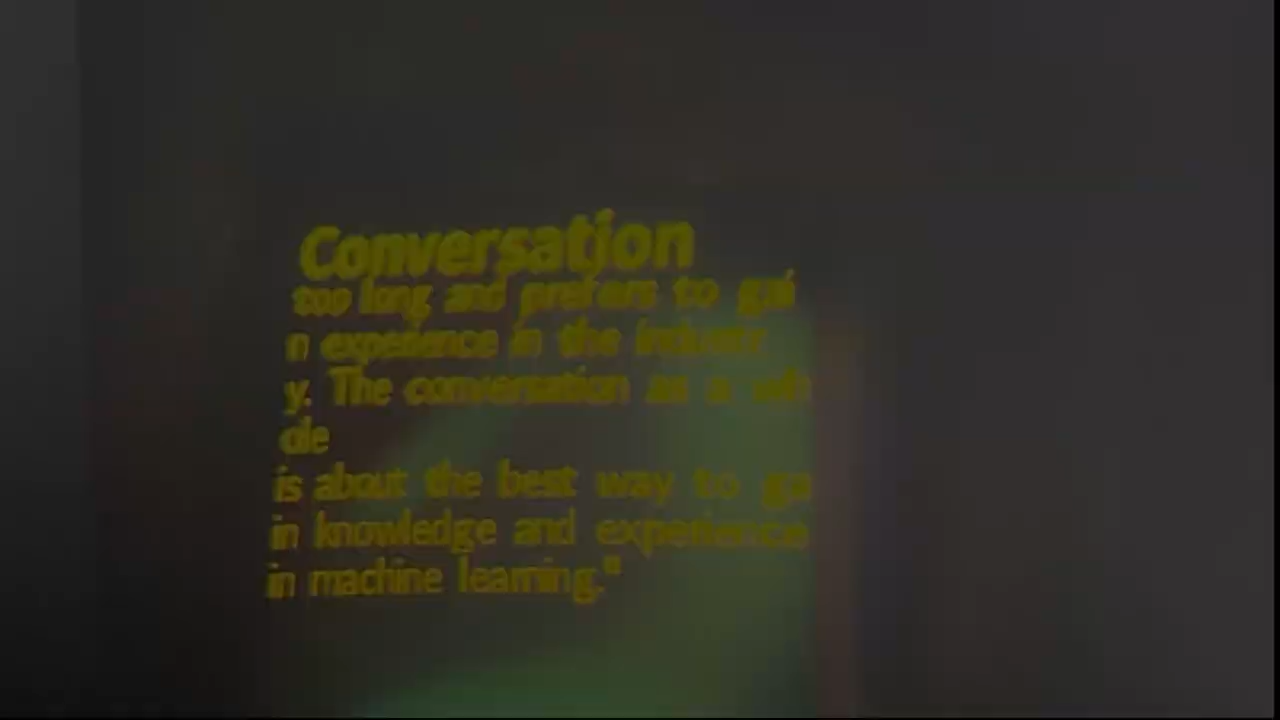 Conversation
too long and prefers to gai
n experience in the industr
y. The conversation as a wh
ole
is about the best way to ga
in knowledge and experience
in machine learning."